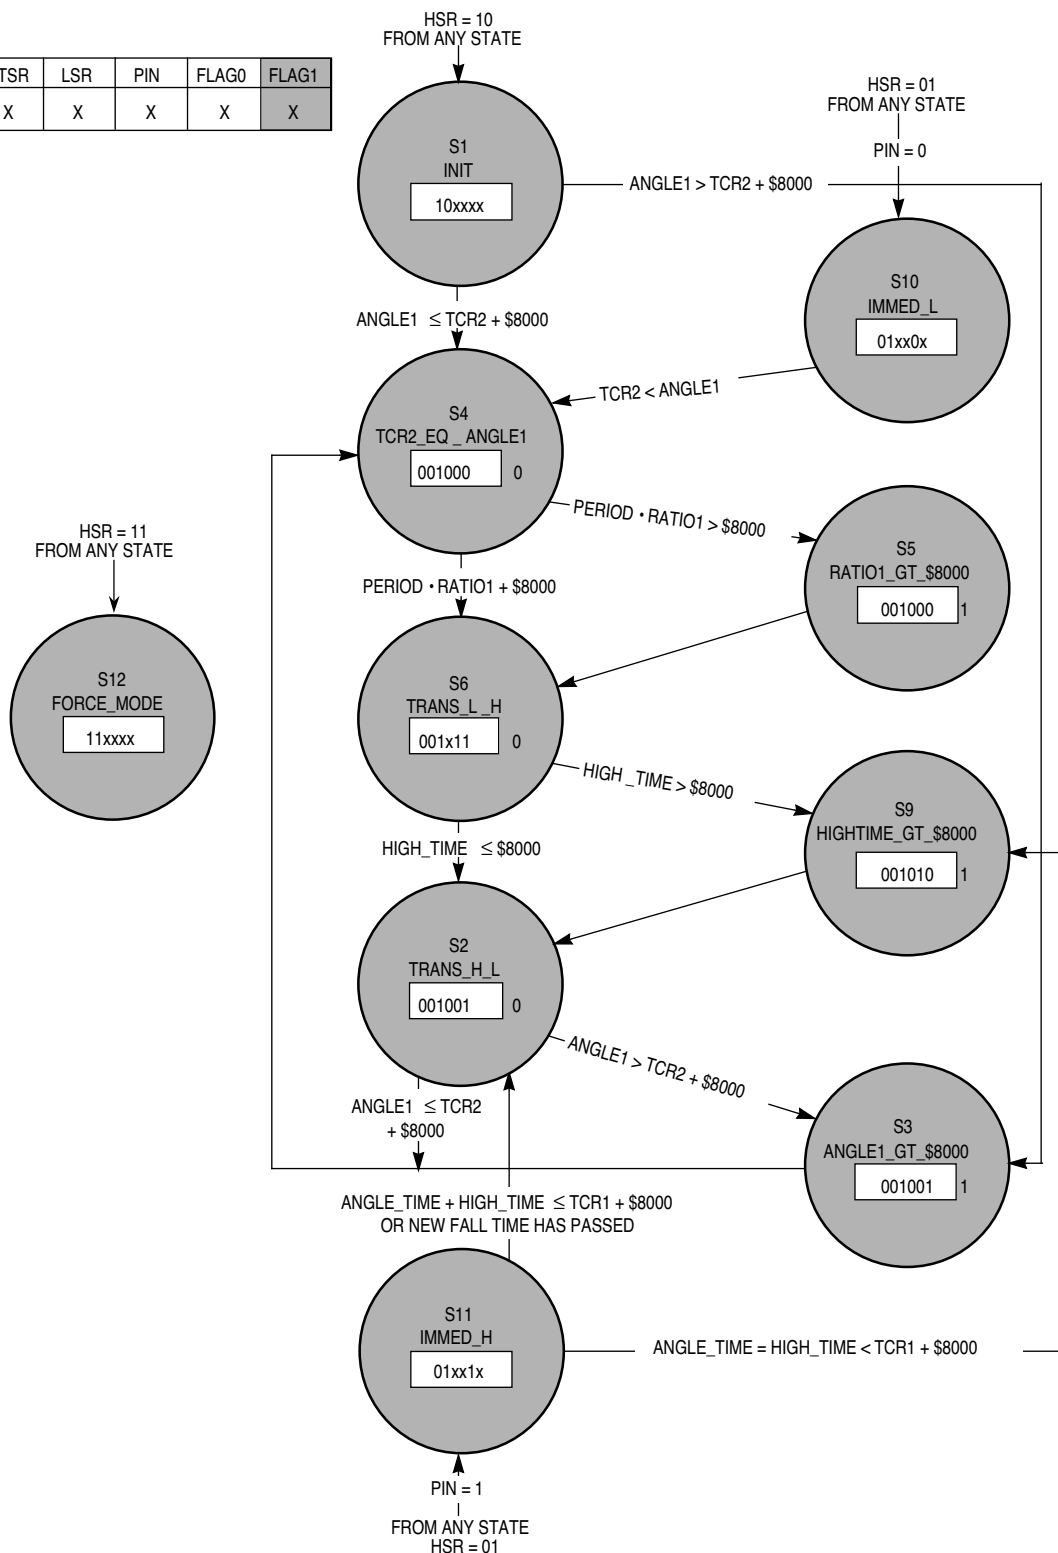 HSR = 10
FROM ANY STATE
TSR LSR PIN FLAG0 FLAG1
X X X X X
HSR = 01
FROM ANY STATE
PIN = 0
S1
INIT
10xxxx
ANGLE1 > TCR2 + $8000
S10
IMMED_L
01xx0x
ANGLE1 ≤ TCR2 + $8000
TCR2 < ANGLE1
S4
TCR2_EQ _ ANGLE1
001000 0
PERIOD • RATIO1 > $8000
HSR = 11
FROM ANY STATE
S5
RATIO1_GT_$8000
001000 1
PERIOD • RATIO1 + $8000
S12
FORCE_MODE
11xxxx
S6
TRANS_L _H
001x11 0
HIGH _TIME > $8000
S9
HIGHTIME_GT_$8000
001010 1
HIGH_TIME ≤ $8000
S2
TRANS_H_L
001001 0
ANGLE1 > TCR2 + $8000
ANGLE1 ≤ TCR2
+ $8000
S3
ANGLE1_GT_$8000
001001 1
ANGLE_TIME + HIGH_TIME ≤ TCR1 + $8000
OR NEW FALL TIME HAS PASSED
S11
IMMED_H
01xx1x
ANGLE_TIME = HIGH_TIME < TCR1 + $8000
PIN = 1
FROM ANY STATE
HSR = 01